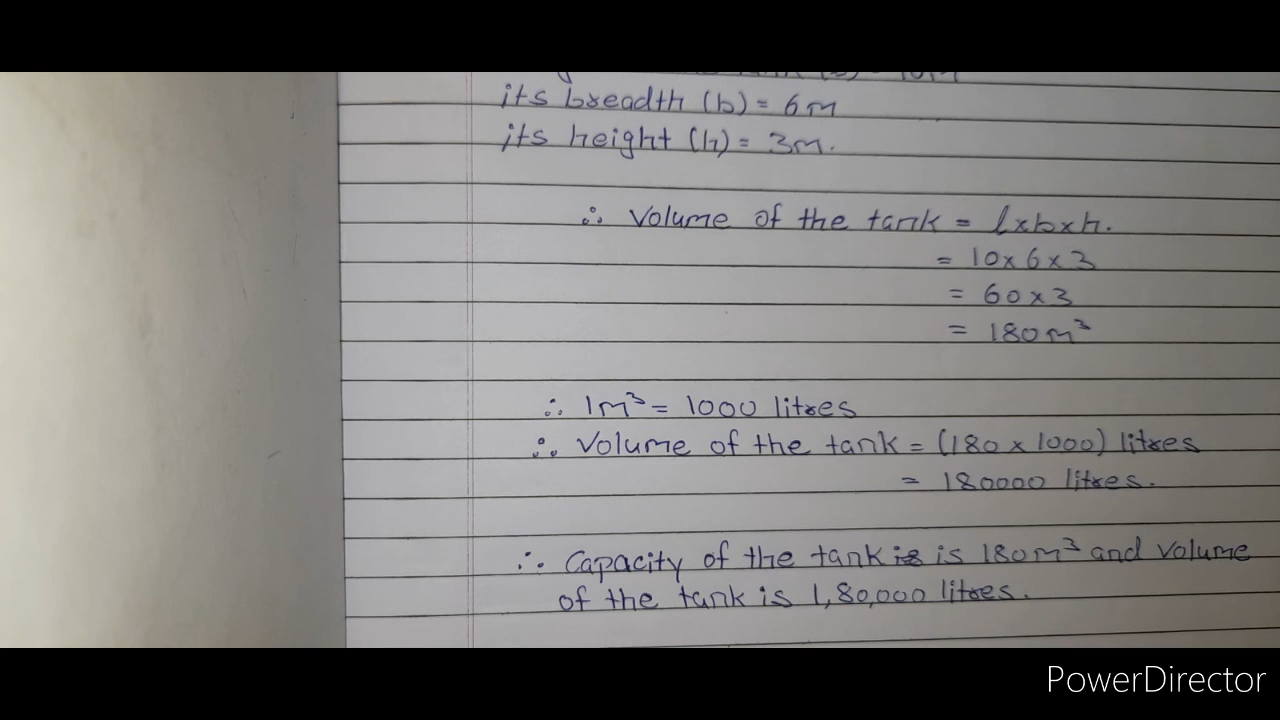 its breadth (b) = 6m
its height (h) = 3m.
∴ Volume of the tank = l×b×h.
= 10×6×3
= 60×3
= 180m³
∴ 1m³ = 1000 litres
∴ Volume of the tank = (180×1000) litres
= 180000 litres.
∴ Capacity of the tank is is 180m³ and volume
of the tank is 1,80,000 litres.
PowerDirector